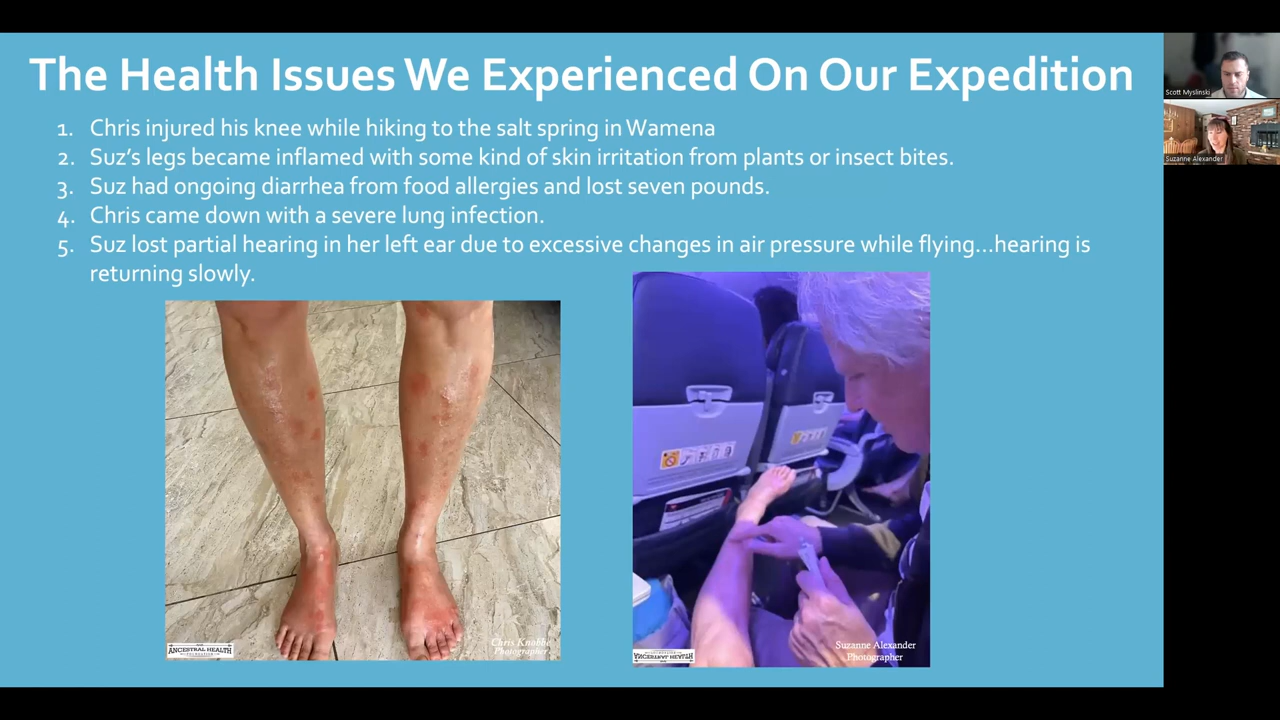 The Health Issues We Experienced On Our Expedition
1. Chris injured his knee while hiking to the salt spring in Wamena
2. Suz’s legs became inflamed with some kind of skin irritation from plants or insect bites.
3. Suz had ongoing diarrhea from food allergies and lost seven pounds.
4. Chris came down with a severe lung infection.
5. Suz lost partial hearing in her left ear due to excessive changes in air pressure while flying...hearing is
returning slowly.
Scott Myslinski
Suzanne Alexander
ANCESTRAL HEALTH
Chris Knobbe
Photographer
ANCESTRAL HEALTH
Suzanne Alexander
Photographer